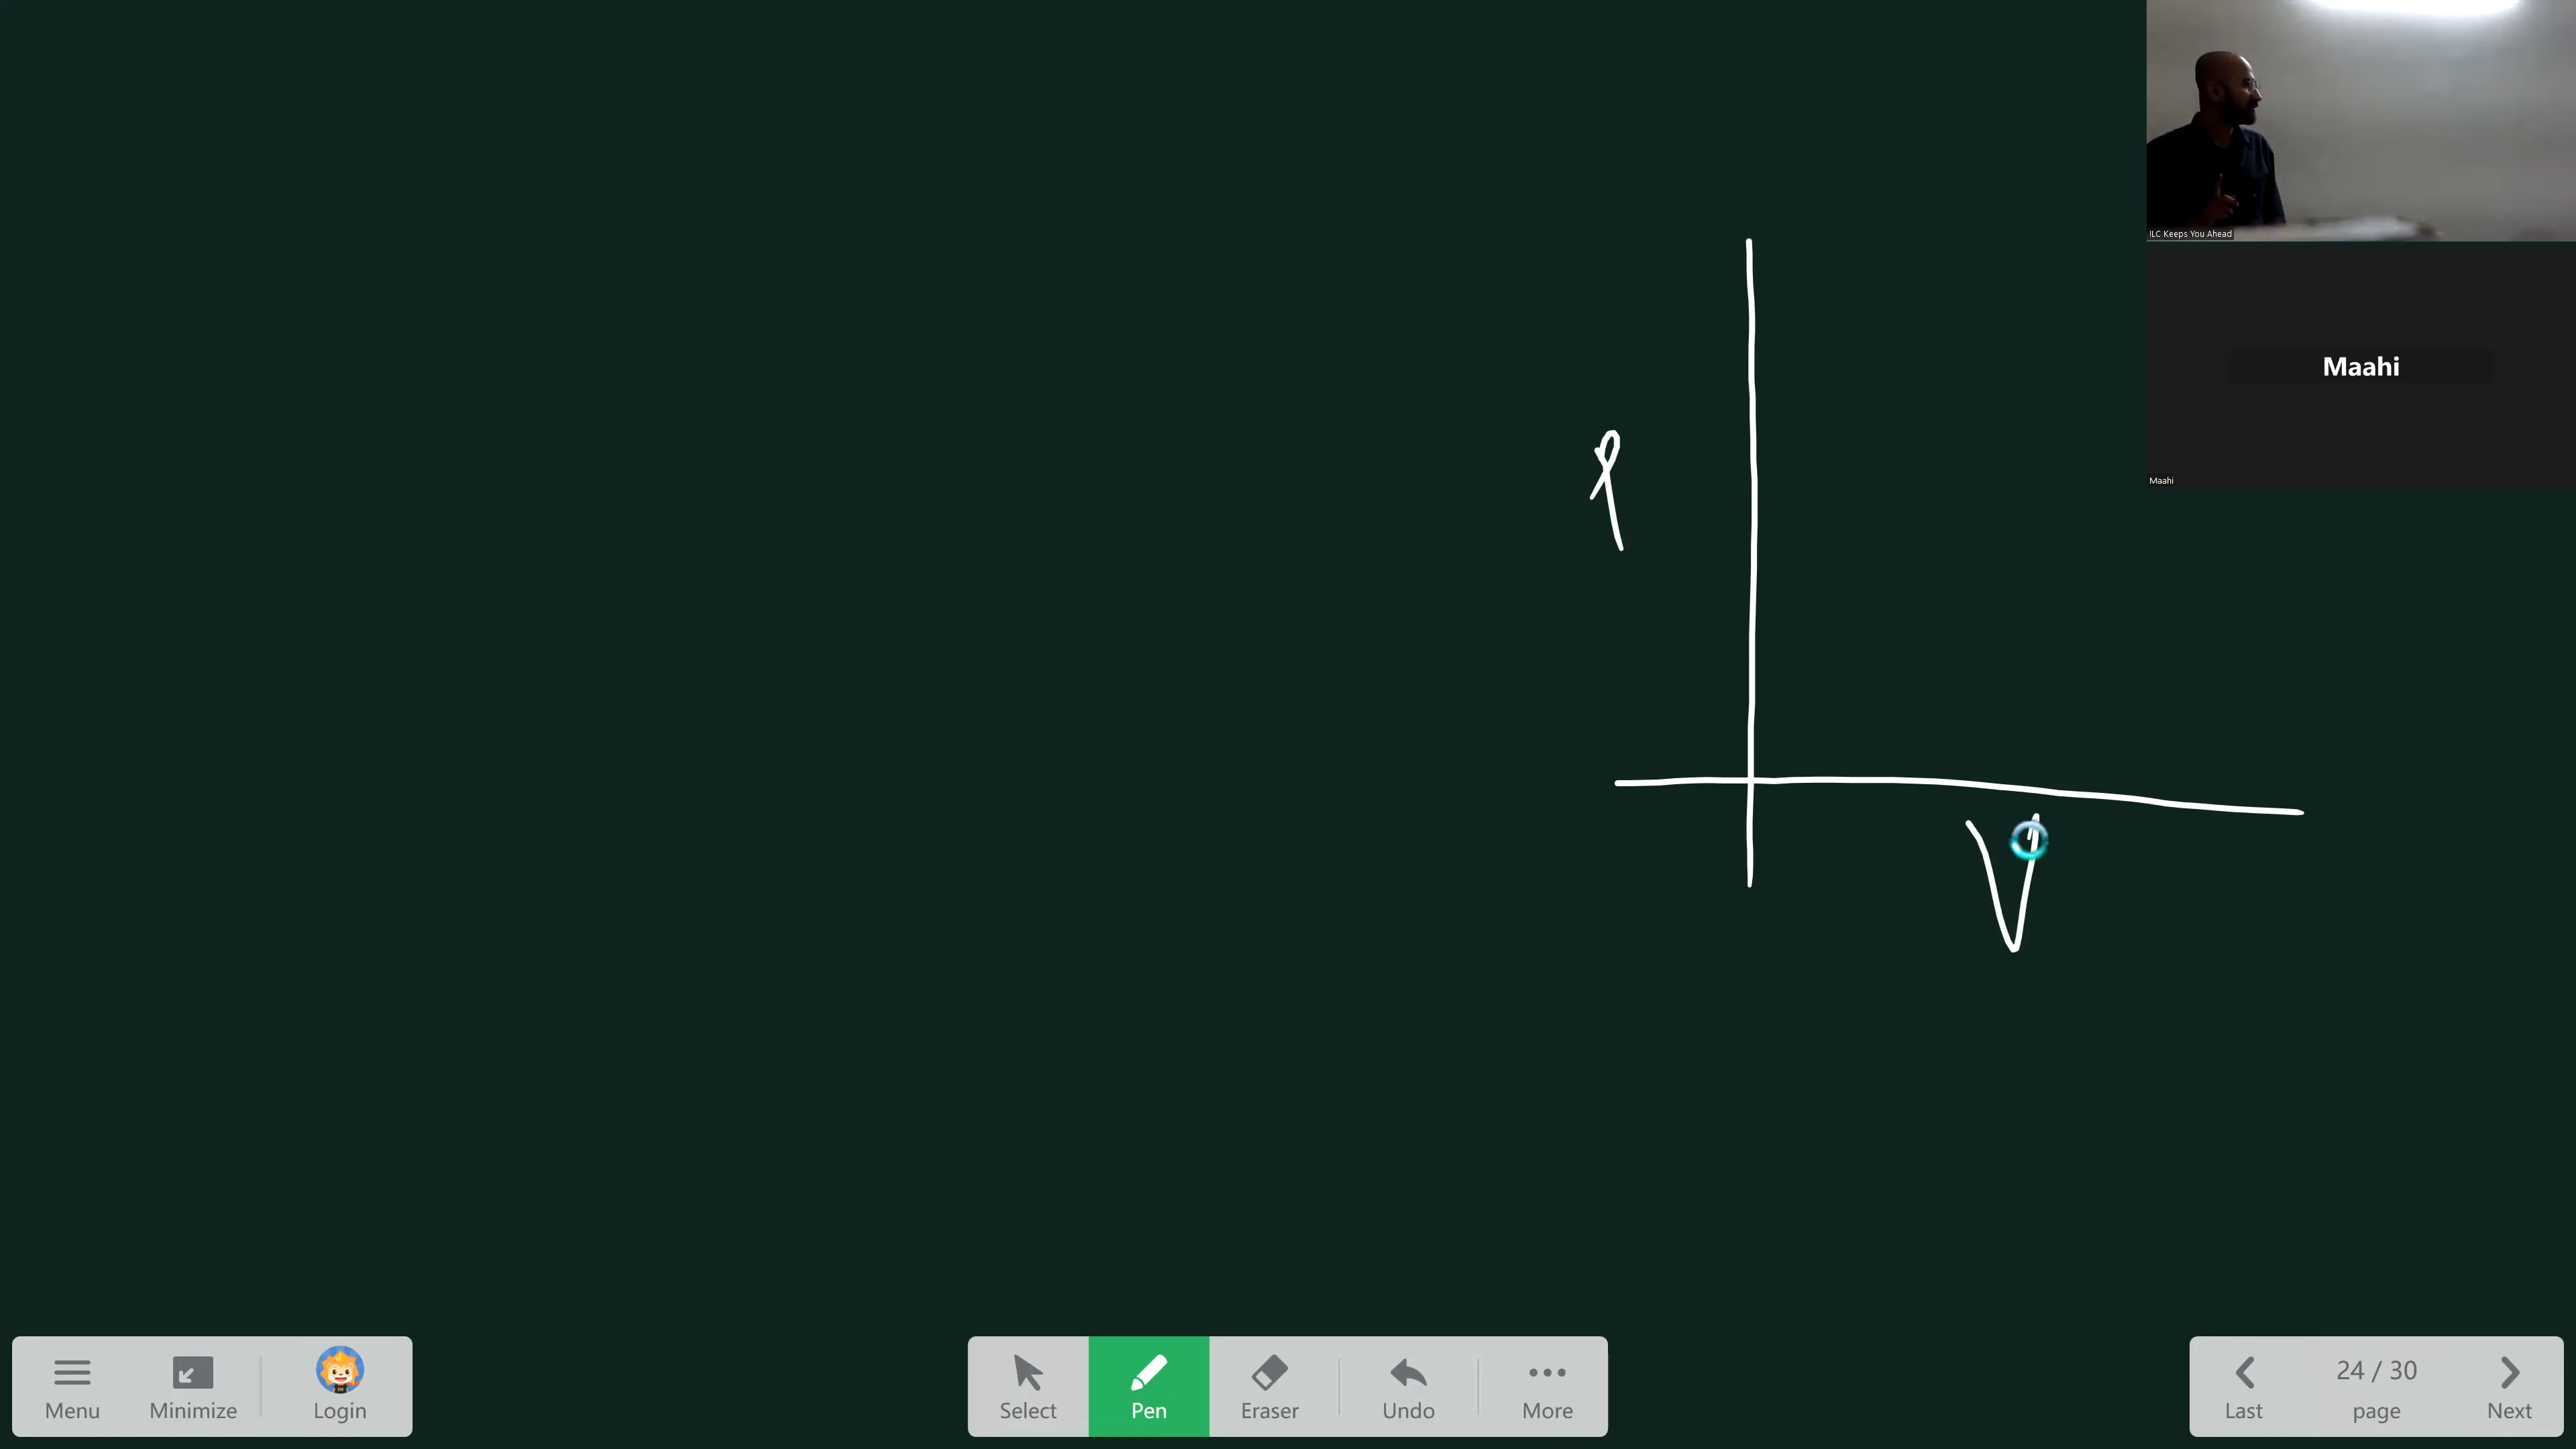 ILC Keeps You Ahead
Maahi
Maahi
P
V
Menu
Minimize
Login
Select
Pen
Eraser
Undo
More
Last
24 / 30
page
Next